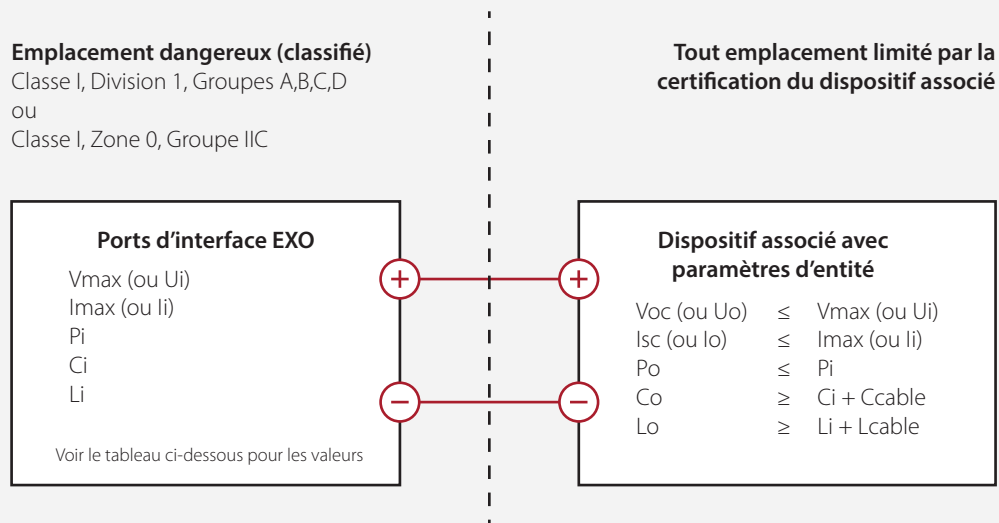 Emplacement dangereux (classifié)
Classe I, Division 1, Groupes A,B,C,D
ou
Classe I, Zone 0, Groupe IIC
Tout emplacement limité par la
certification du dispositif associé
Ports d'interface EXO
Vmax (ou Ui)
Imax (ou Ii)
Pi
Ci
Li
Voir le tableau ci-dessous pour les valeurs
+
−
+
−
Dispositif associé avec
paramètres d'entité
Voc (ou Uo) ≤ Vmax (ou Ui)
Isc (ou Io) ≤ Imax (ou Ii)
Po ≤ Pi
Co ≥ Ci + Ccable
Lo ≥ Li + Lcable